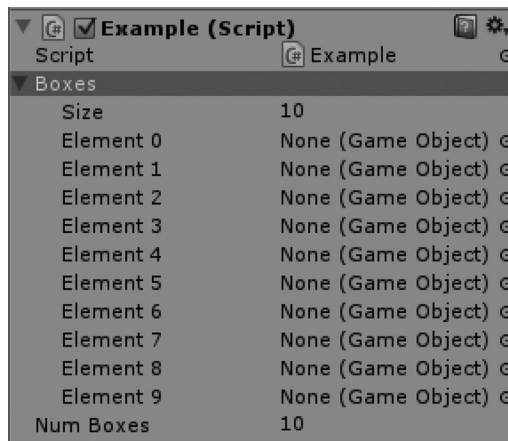 Example (Script)
Script Example
Boxes
Size 10
Element 0 None (Game Object)
Element 1 None (Game Object)
Element 2 None (Game Object)
Element 3 None (Game Object)
Element 4 None (Game Object)
Element 5 None (Game Object)
Element 6 None (Game Object)
Element 7 None (Game Object)
Element 8 None (Game Object)
Element 9 None (Game Object)
Num Boxes 10